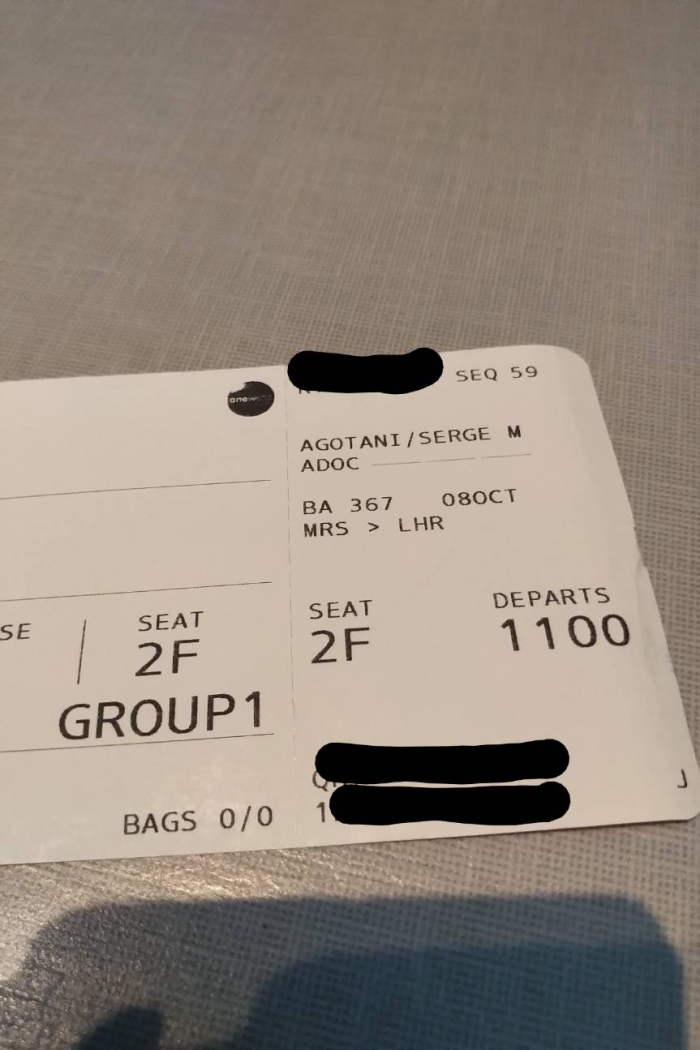 oneworld
SEQ 59
AGOTANI/SERGE M
ADOC
BA 367 08OCT
MRS > LHR
SE
SEAT
2F
GROUP1
BAGS 0/0
SEAT
2F
DEPARTS
1100
J